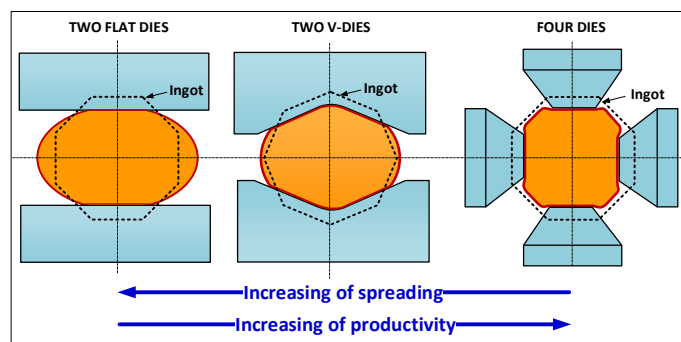 TWO FLAT DIES
TWO V-DIES
FOUR DIES
Ingot
Ingot
Ingot
Increasing of spreading
Increasing of productivity